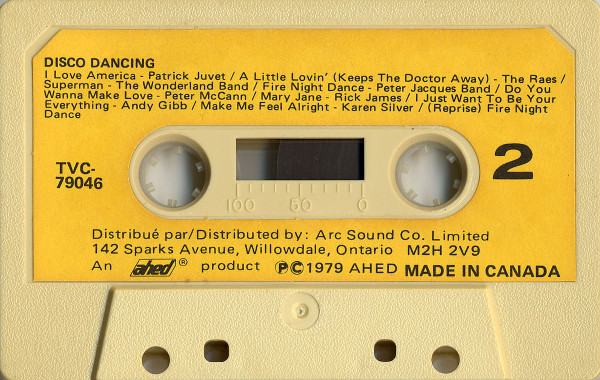 DISCO DANCING
I Love America - Patrick Juvet / A Little Lovin' (Keeps The Doctor Away) - The Raes /
Superman - The Wonderland Band / Fire Night Dance - Peter Jacques Band / Do You
Wanna Make Love - Peter McCann / Mary Jane - Rick James / I Just Want To Be Your
Everything - Andy Gibb / Make Me Feel Alright - Karen Silver / (Reprise) Fire Night
Dance
TVC-
79046
2
100 50 0
Distribué par/Distributed by: Arc Sound Co. Limited
142 Sparks Avenue, Willowdale, Ontario M2H 2V9
An ahed ® product ℗©1979 AHED MADE IN CANADA